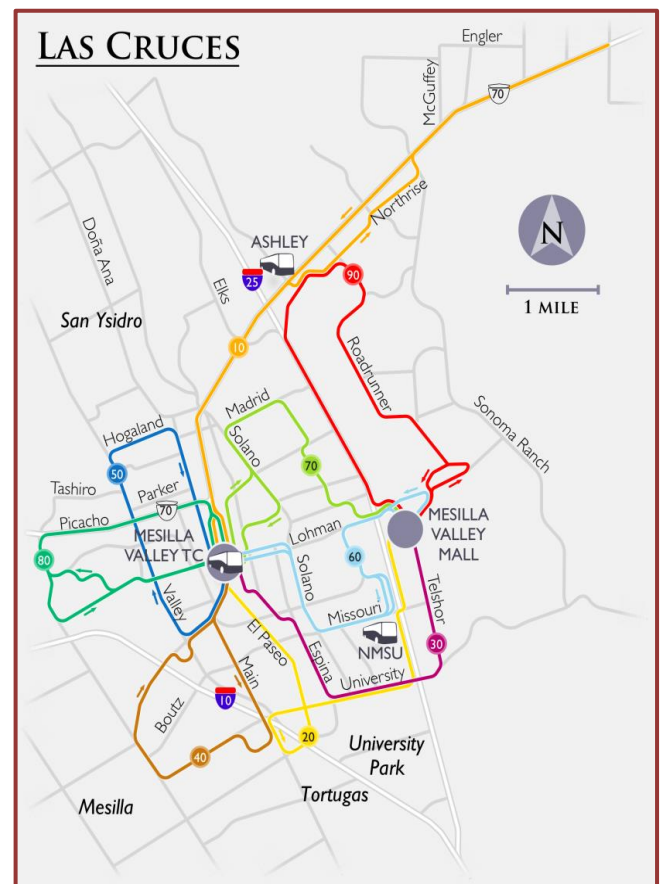 LAS CRUCES
Engler
McGuffey
70
Northrise
ASHLEY
25
90
N
1 MILE
Doña Ana
Elks
San Ysidro
10
Roadrunner
Sonoma Ranch
Madrid
Solano
Hogaland
50
70
Tashiro
Parker
70
Picacho
MESILLA
VALLEY TC
Lohman
MESILLA
VALLEY
MALL
80
60
Solano
Valley
Missouri
Telshor
NMSU
El Paseo
Espina
30
University
Main
10
Boutz
20
University
Park
40
Mesilla
Tortugas